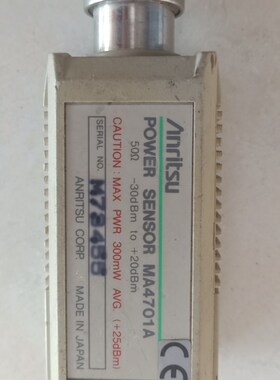 Anritsu
POWER SENSOR MA4701A
50Ω -30dBm to +20dBm
CAUTION : MAX PWR 300mW AVG. (+25dBm)
SERIAL NO. M72456
ANRITSU CORP. MADE IN JAPAN
CE